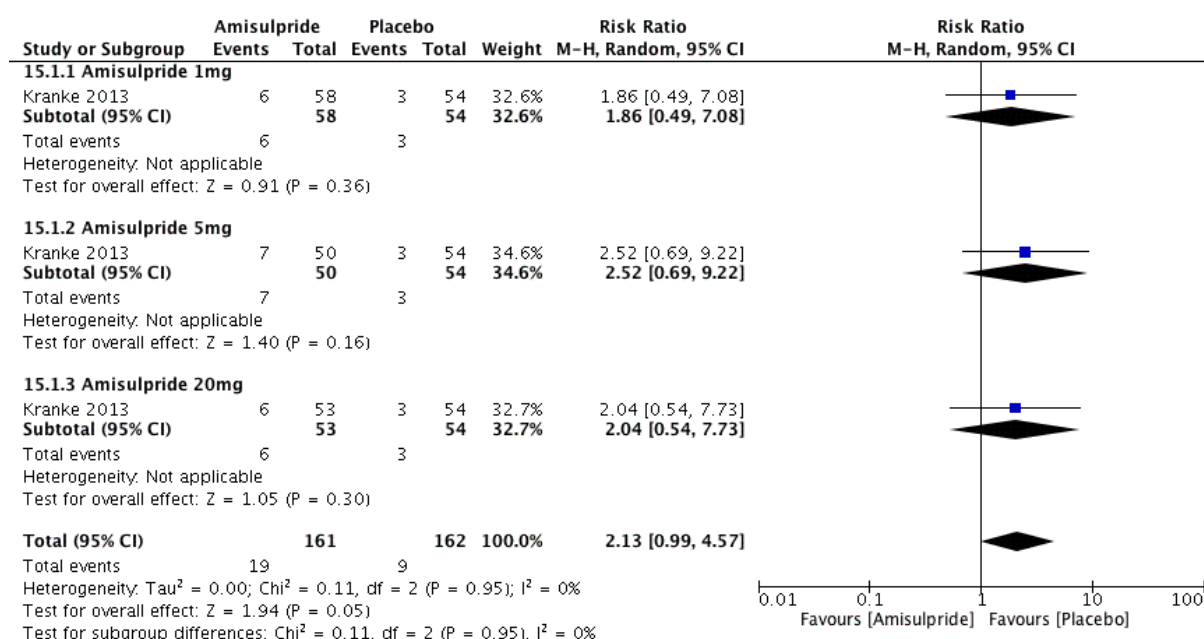 Amisulpride Placebo Risk Ratio Risk Ratio
Study or Subgroup Events Total Events Total Weight M-H, Random, 95% CI M-H, Random, 95% CI
15.1.1 Amisulpride 1mg
Kranke 2013 6 58 3 54 32.6% 1.86 [0.49, 7.08]
Subtotal (95% CI) 58 54 32.6% 1.86 [0.49, 7.08]
Total events 6 3
Heterogeneity: Not applicable
Test for overall effect: Z = 0.91 (P = 0.36)
15.1.2 Amisulpride 5mg
Kranke 2013 7 50 3 54 34.6% 2.52 [0.69, 9.22]
Subtotal (95% CI) 50 54 34.6% 2.52 [0.69, 9.22]
Total events 7 3
Heterogeneity: Not applicable
Test for overall effect: Z = 1.40 (P = 0.16)
15.1.3 Amisulpride 20mg
Kranke 2013 6 53 3 54 32.7% 2.04 [0.54, 7.73]
Subtotal (95% CI) 53 54 32.7% 2.04 [0.54, 7.73]
Total events 6 3
Heterogeneity: Not applicable
Test for overall effect: Z = 1.05 (P = 0.30)
Total (95% CI) 161 162 100.0% 2.13 [0.99, 4.57]
Total events 19 9
Heterogeneity: Tau² = 0.00; Chi² = 0.11, df = 2 (P = 0.95); I² = 0%
Test for overall effect: Z = 1.94 (P = 0.05)
Test for subgroup differences: Chi² = 0.11, df = 2 (P = 0.95), I² = 0%
0.01 0.1 1 10 100
Favours [Amisulpride] Favours [Placebo]